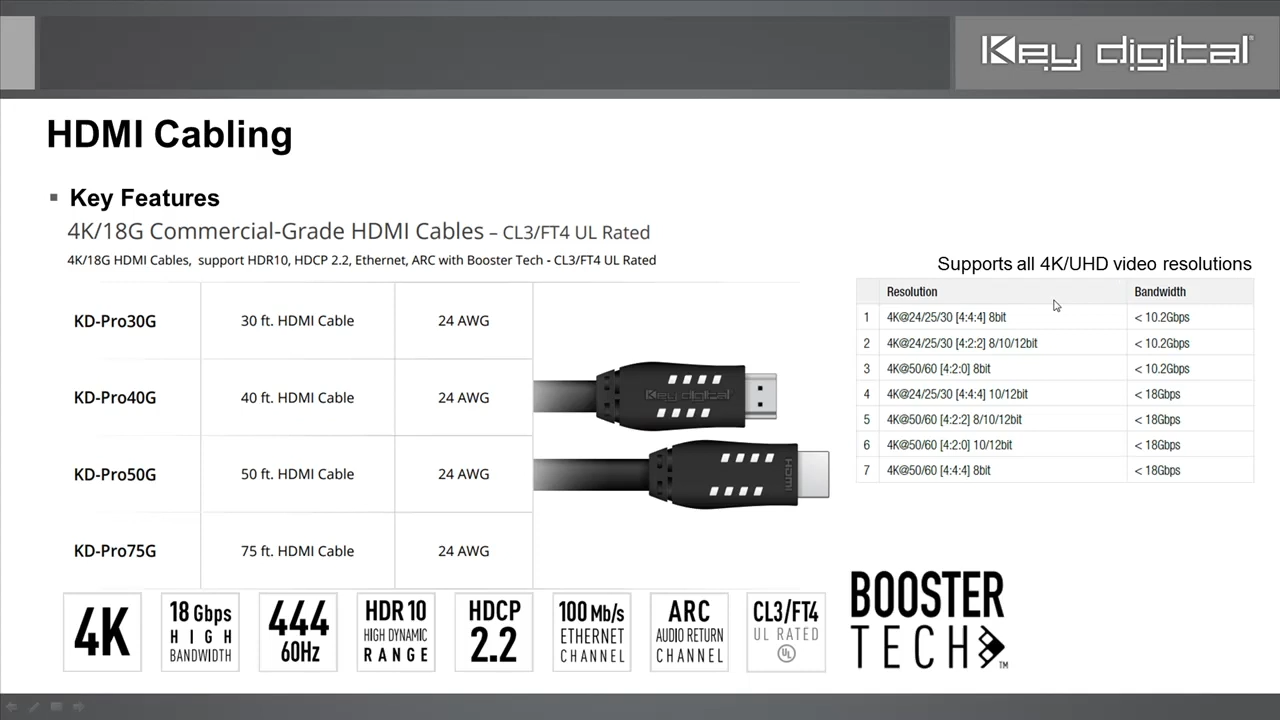 Key digital
HDMI Cabling
Key Features
4K/18G Commercial-Grade HDMI Cables – CL3/FT4 UL Rated
4K/18G HDMI Cables, support HDR10, HDCP 2.2, Ethernet, ARC with Booster Tech - CL3/FT4 UL Rated
KD-Pro30G 30 ft. HDMI Cable 24 AWG
KD-Pro40G 40 ft. HDMI Cable 24 AWG
KD-Pro50G 50 ft. HDMI Cable 24 AWG
KD-Pro75G 75 ft. HDMI Cable 24 AWG
Key digital
HDMI
Supports all 4K/UHD video resolutions
Resolution Bandwidth
1 4K@24/25/30 [4:4:4] 8bit < 10.2Gbps
2 4K@24/25/30 [4:2:2] 8/10/12bit < 10.2Gbps
3 4K@50/60 [4:2:0] 8bit < 10.2Gbps
4 4K@24/25/30 [4:4:4] 10/12bit < 18Gbps
5 4K@50/60 [4:2:2] 8/10/12bit < 18Gbps
6 4K@50/60 [4:2:0] 10/12bit < 18Gbps
7 4K@50/60 [4:4:4] 8bit < 18Gbps
4K
18 Gbps
HIGH
BANDWIDTH
444
60Hz
HDR 10
HIGH DYNAMIC
RANGE
HDCP
2.2
100 Mb/s
ETHERNET
CHANNEL
ARC
AUDIO RETURN
CHANNEL
CL3/FT4
UL RATED
UL
BOOSTER
TECH™